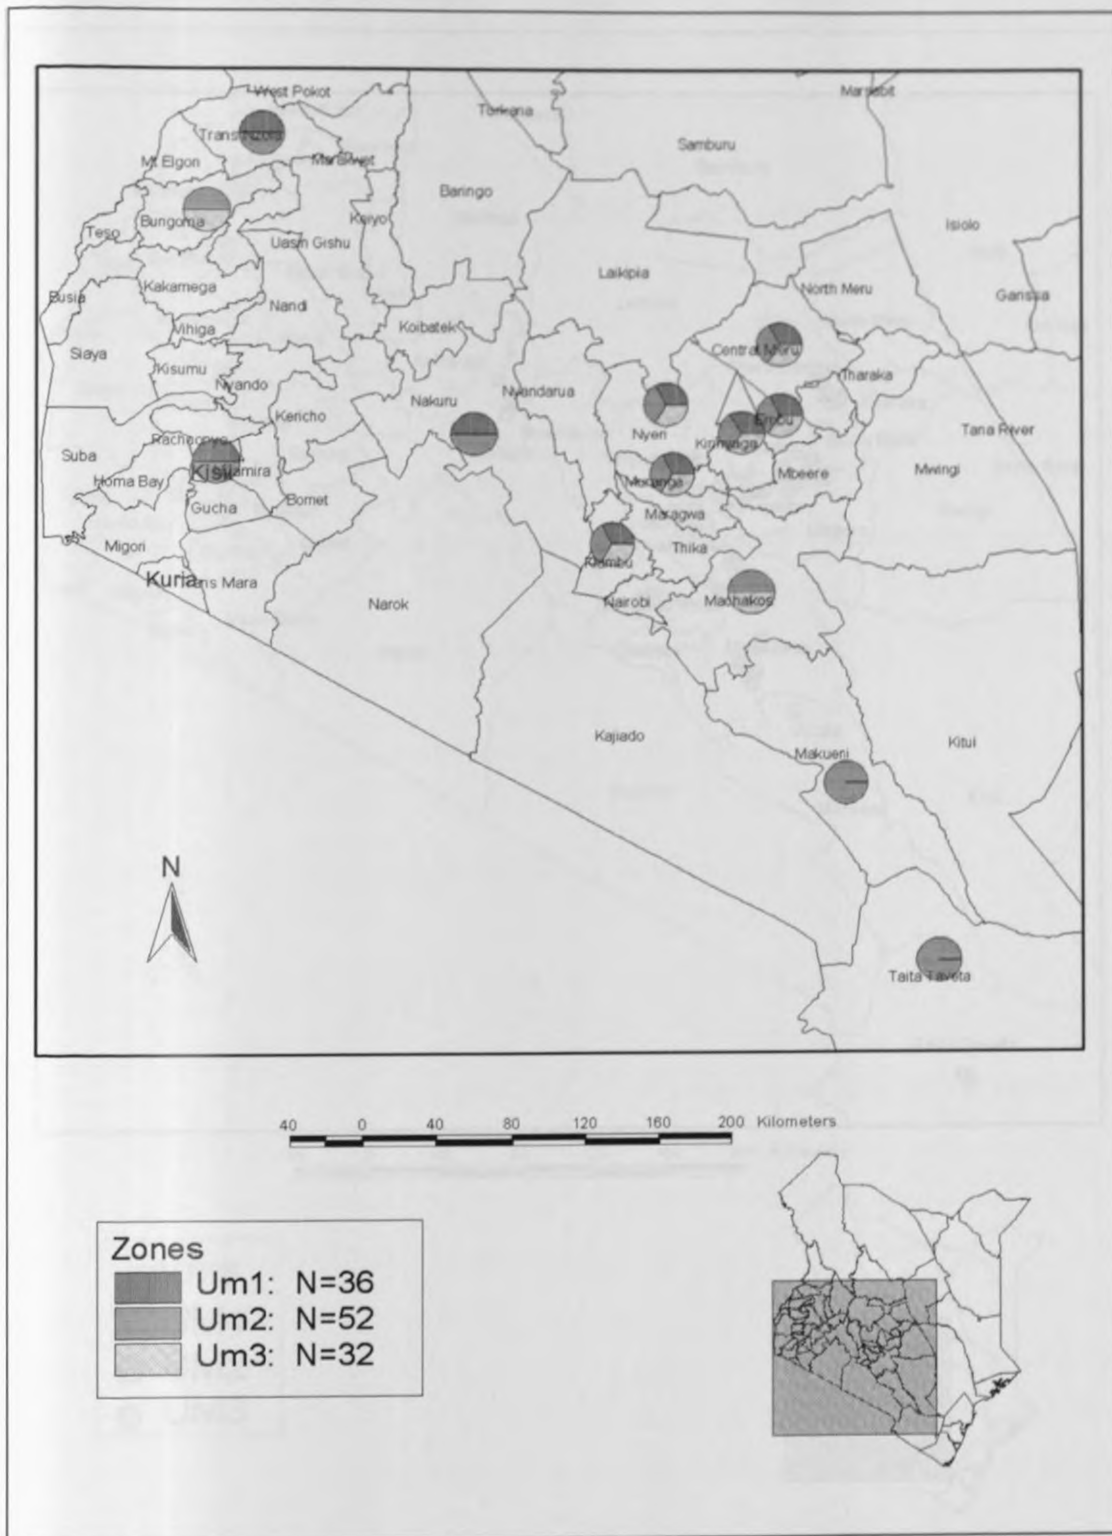 West Pokot
Turkana
Marsabit
Trans Nzoia
Samburu
Mt Elgon
Marakwet
Baringo
Bungoma
Keiyo
Teso
Isiolo
Uasin Gishu
Laikipia
Kakamega
North Meru
Busia
Garissa
Nandi
Vihiga
Koibatek
Central Meru
Siaya
Kisumu
Tharaka
Nyando
Nyandarua
Nakuru
Kericho
Embu
Tana River
Nyeri
Rachuonyo
Kirinyaga
Suba
Kisii
Nyamira
Mwingi
Mbeere
Homa Bay
Muranga
Bomet
Gucha
Maragwa
Migori
Thika
Kiambu
Kuria
ns Mara
Narok
Nairobi
Machakos
Kajiado
Kitui
Makueni
N
Taita Taveta
40 0 40 80 120 160 200 Kilometers
Zones
Um1: N=36
Um2: N=52
Um3: N=32